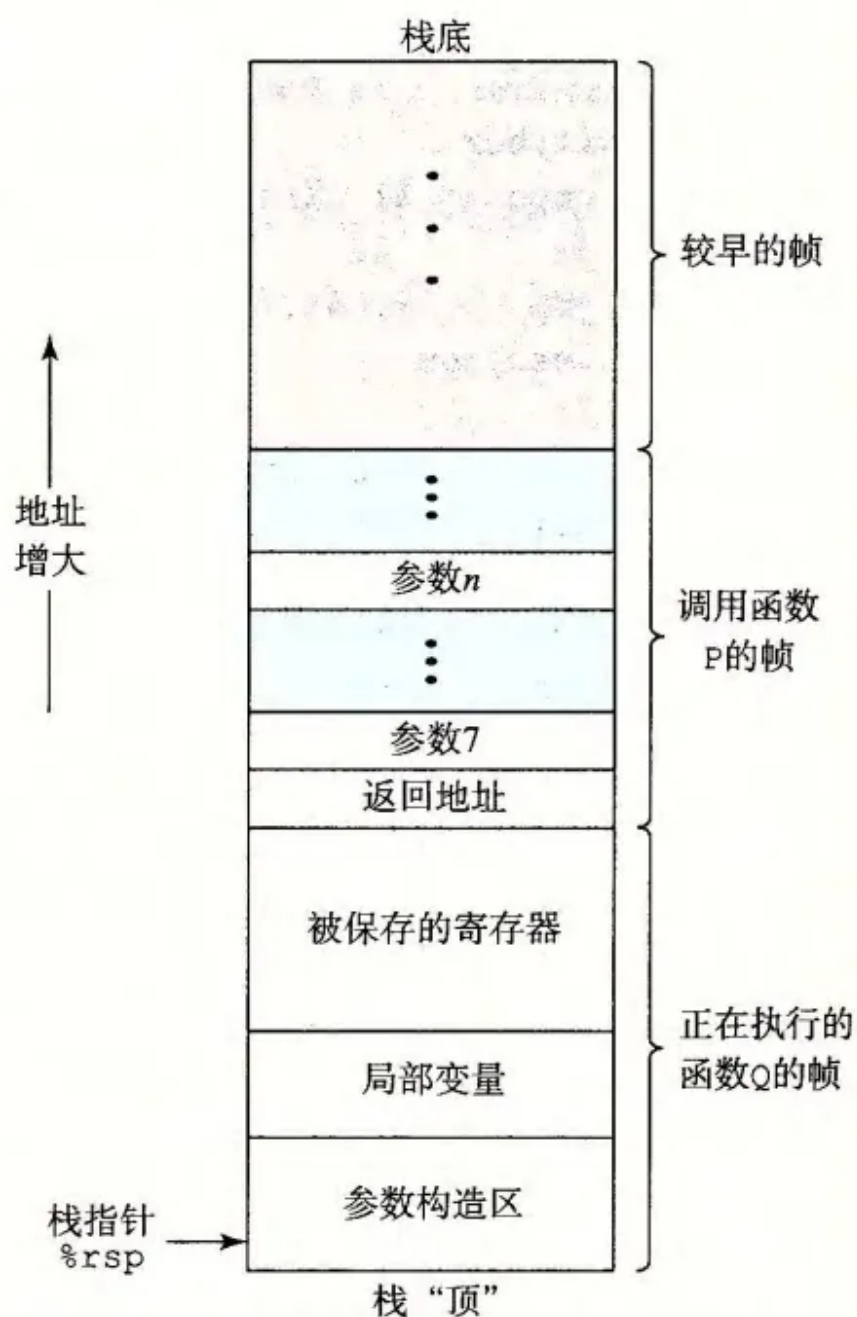 栈底
较早的帧
地址
增大
参数n
调用函数
P的帧
参数7
返回地址
被保存的寄存器
正在执行的
函数Q的帧
局部变量
参数构造区
栈指针
%rsp
栈“顶”